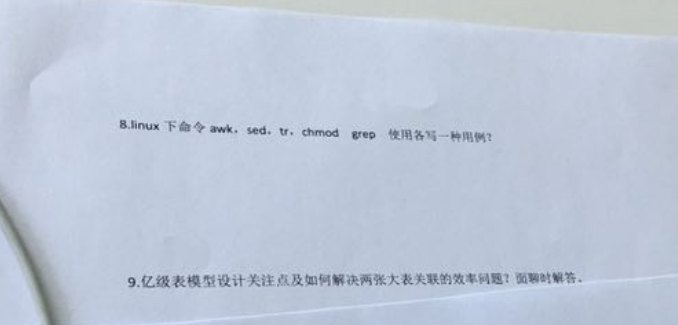 8.linux 下命令 awk，sed，tr，chmod grep 使用各写一种用例？
9.亿级表模型设计关注点及如何解决两张大表关联的效率问题？面聊时解答。